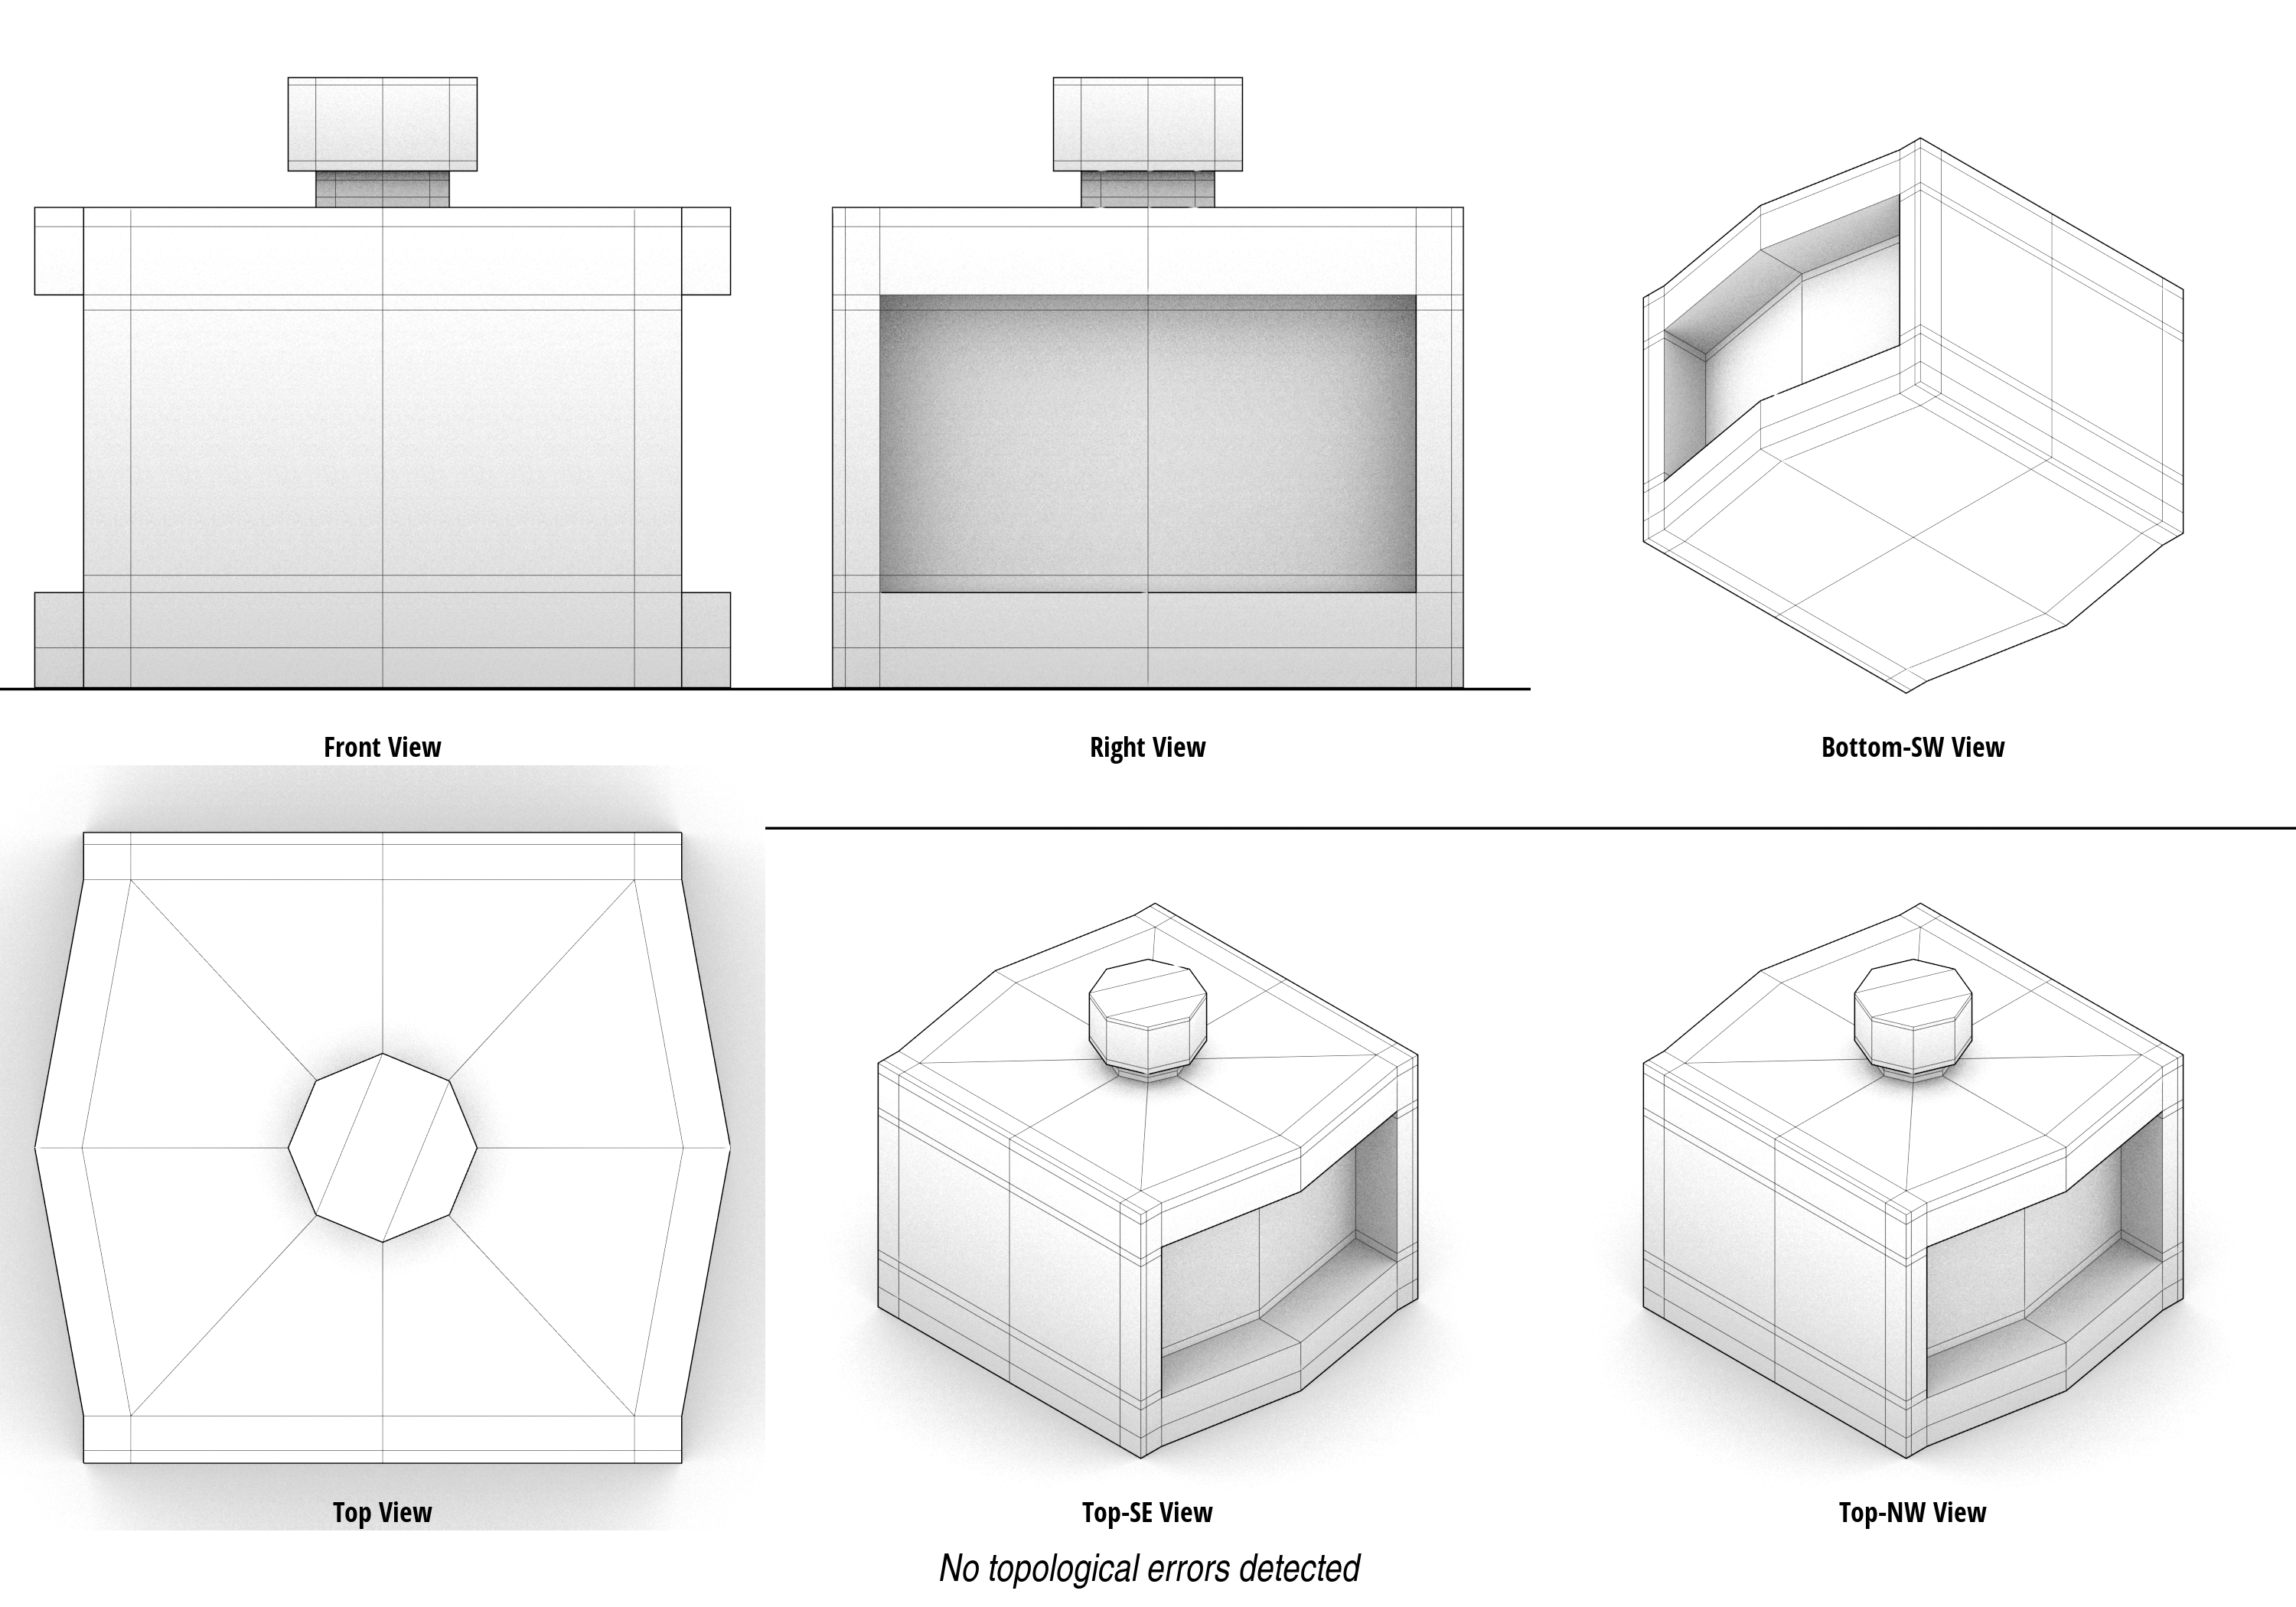 Front View
Right View
Bottom-SW View
Top View
Top-SE View
Top-NW View
No topological errors detected